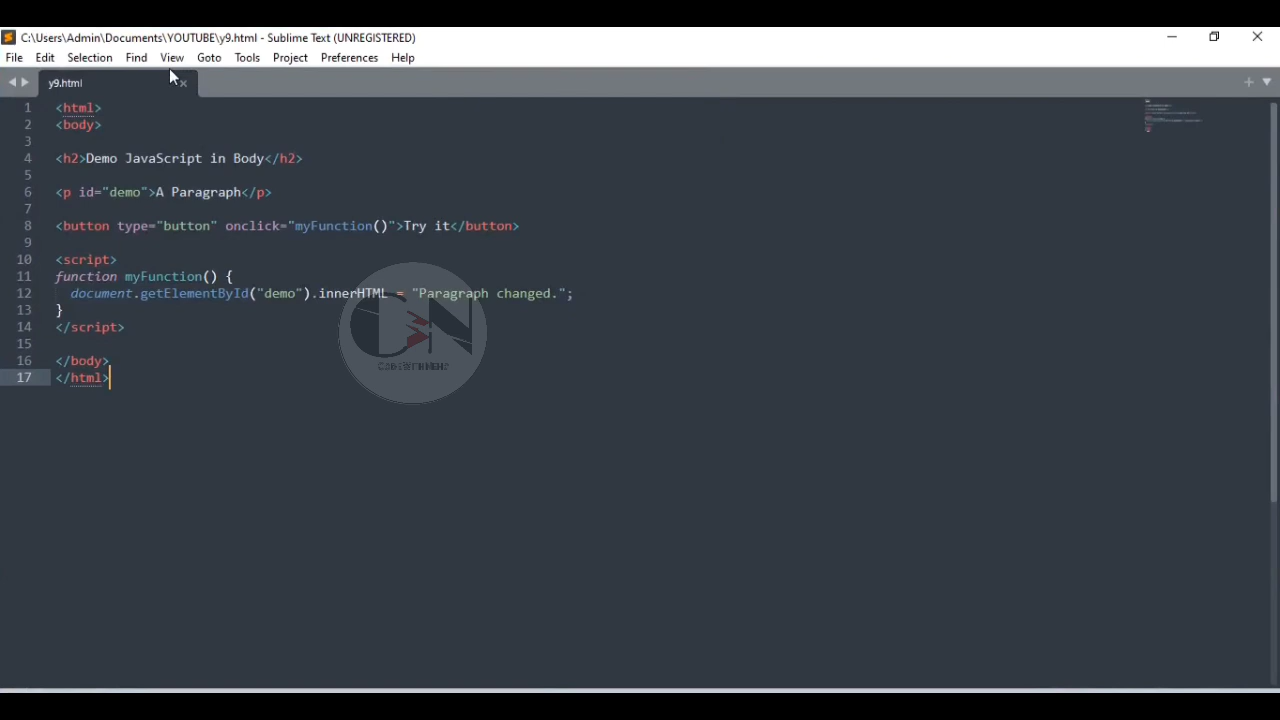 C:\Users\Admin\Documents\YOUTUBE\y9.html - Sublime Text (UNREGISTERED)
File Edit Selection Find View Goto Tools Project Preferences Help
y9.html
1 <html>
2 <body>
3
4 <h2>Demo JavaScript in Body</h2>
5
6 <p id="demo">A Paragraph</p>
7
8 <button type="button" onclick="myFunction()">Try it</button>
9
10 <script>
11 function myFunction() {
12 document.getElementById("demo").innerHTML = "Paragraph changed.";
13 }
14 </script>
15
16 </body>
17 </html>